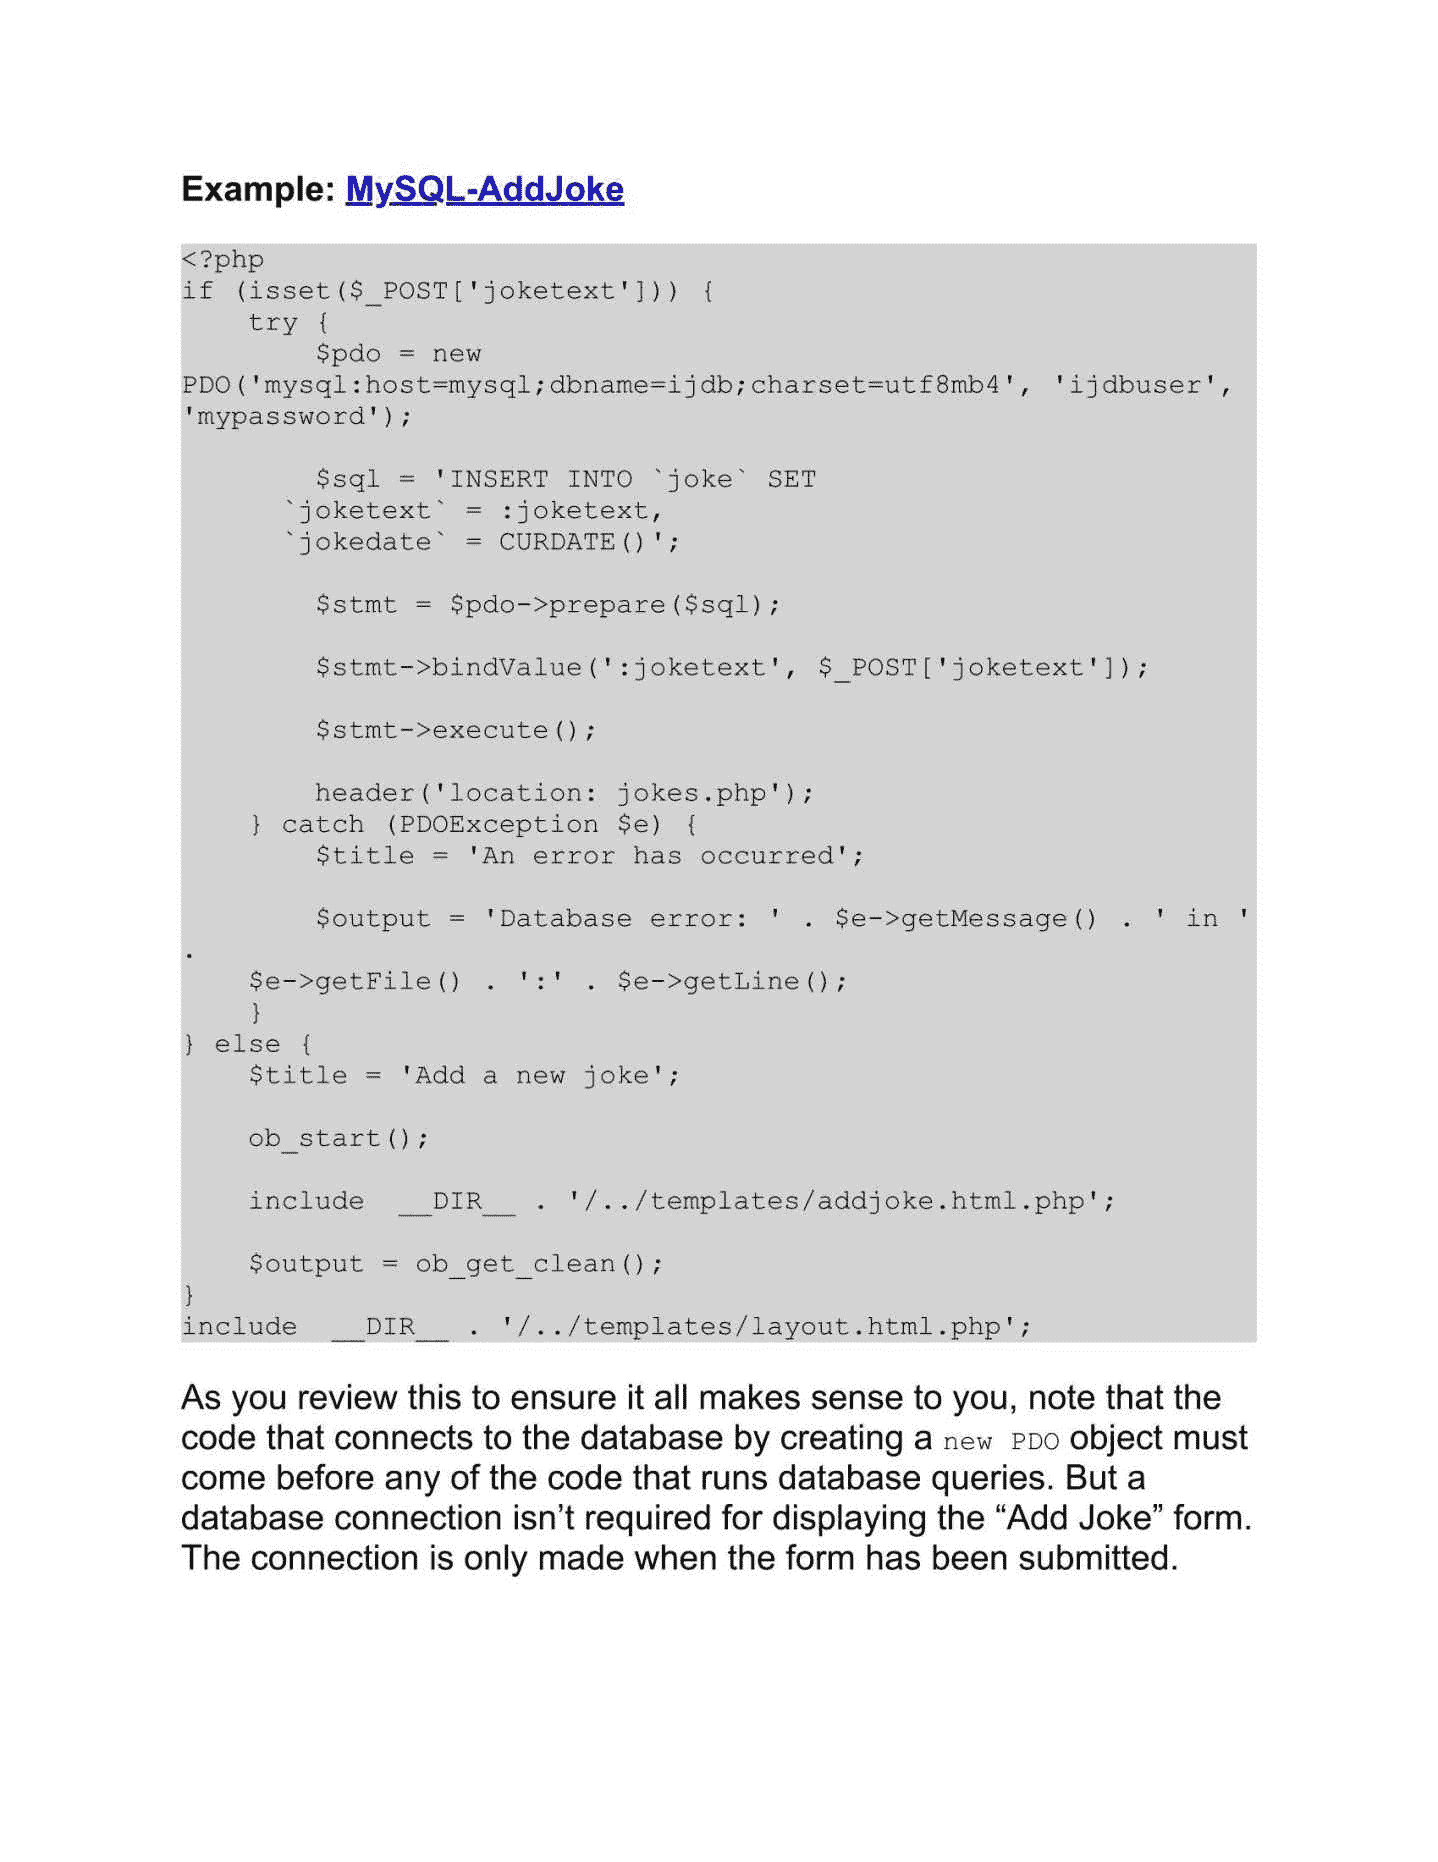 Example: MySQL-AddJoke
<?php
if (isset($_POST['joketext'])) {
    try {
        $pdo = new
PDO('mysql:host=mysql;dbname=ijdb;charset=utf8mb4', 'ijdbuser',
'mypassword');
        $sql = 'INSERT INTO `joke` SET
      `joketext` = :joketext,
      `jokedate` = CURDATE()';
        $stmt = $pdo->prepare($sql);
        $stmt->bindValue(':joketext', $_POST['joketext']);
        $stmt->execute();
        header('location: jokes.php');
    } catch (PDOException $e) {
        $title = 'An error has occurred';
        $output = 'Database error: ' . $e->getMessage() . ' in '
.
    $e->getFile() . ':' . $e->getLine();
    }
} else {
    $title = 'Add a new joke';
    ob_start();
    include  __DIR__ . '/../templates/addjoke.html.php';
    $output = ob_get_clean();
}
include  __DIR__ . '/../templates/layout.html.php';
As you review this to ensure it all makes sense to you, note that the
code that connects to the database by creating a new PDO object must
come before any of the code that runs database queries. But a
database connection isn’t required for displaying the “Add Joke” form.
The connection is only made when the form has been submitted.